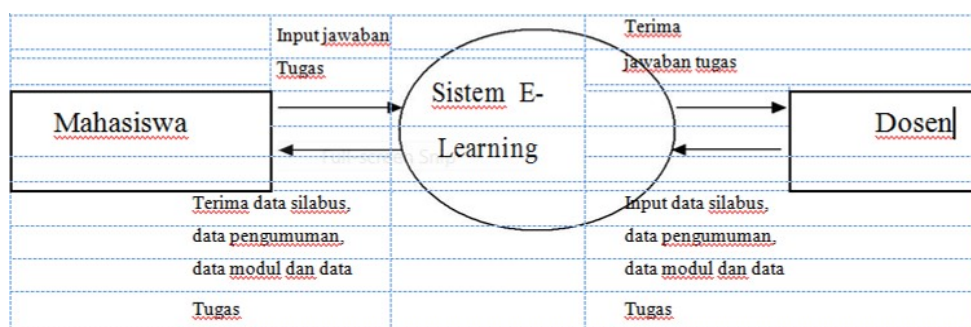 Input jawaban
Tugas
Terima
jawaban tugas
Mahasiswa
Sistem E-
Learning
Dosen
Terima data silabus,
data pengumuman,
data modul dan data
Tugas
Input data silabus,
data pengumuman,
data modul dan data
Tugas